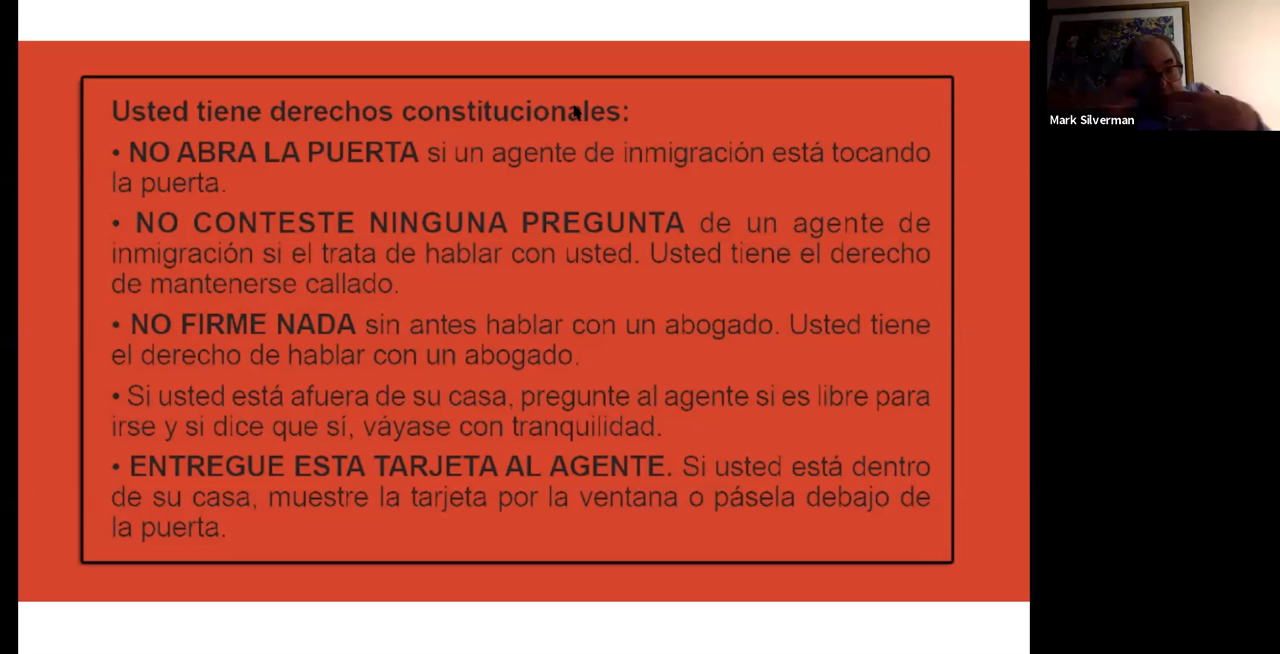 Usted tiene derechos constitucionales:
• NO ABRA LA PUERTA si un agente de inmigración está tocando
la puerta.
• NO CONTESTE NINGUNA PREGUNTA de un agente de
inmigración si el trata de hablar con usted. Usted tiene el derecho
de mantenerse callado.
• NO FIRME NADA sin antes hablar con un abogado. Usted tiene
el derecho de hablar con un abogado.
• Si usted está afuera de su casa, pregunte al agente si es libre para
irse y si dice que sí, váyase con tranquilidad.
• ENTREGUE ESTA TARJETA AL AGENTE. Si usted está dentro
de su casa, muestre la tarjeta por la ventana o pásela debajo de
la puerta.
Mark Silverman